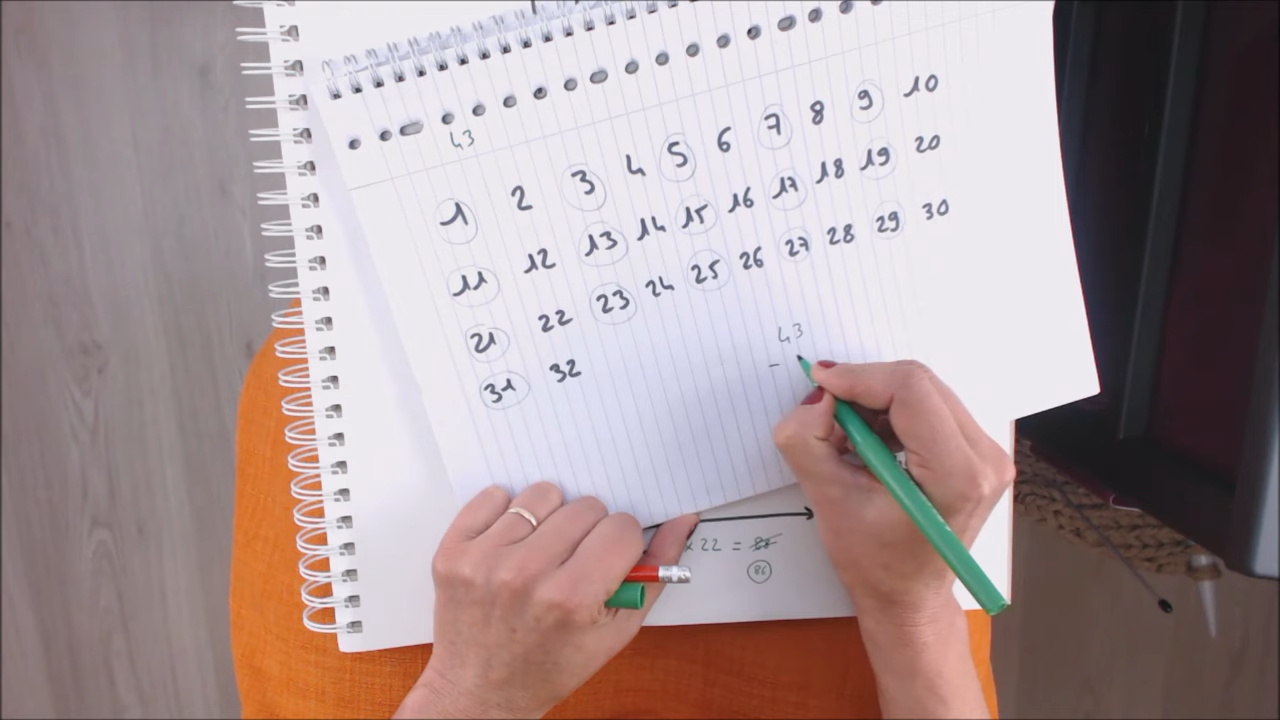 43
1 2 3 4 5 6 7 8 9 10
11 12 13 14 15 16 17 18 19 20
21 22 23 24 25 26 27 28 29 30
31 32
43
-
x 22 =
86